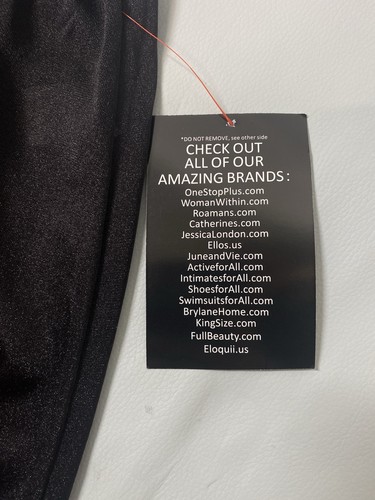 *DO NOT REMOVE, see other side
CHECK OUT
ALL OF OUR
AMAZING BRANDS:
OneStopPlus.com
WomanWithin.com
Roamans.com
Catherines.com
JessicaLondon.com
Ellos.us
JuneandVie.com
ActiveforAll.com
IntimatesforAll.com
ShoesforAll.com
SwimsuitsforAll.com
BrylaneHome.com
KingSize.com
FullBeauty.com
Eloquii.us